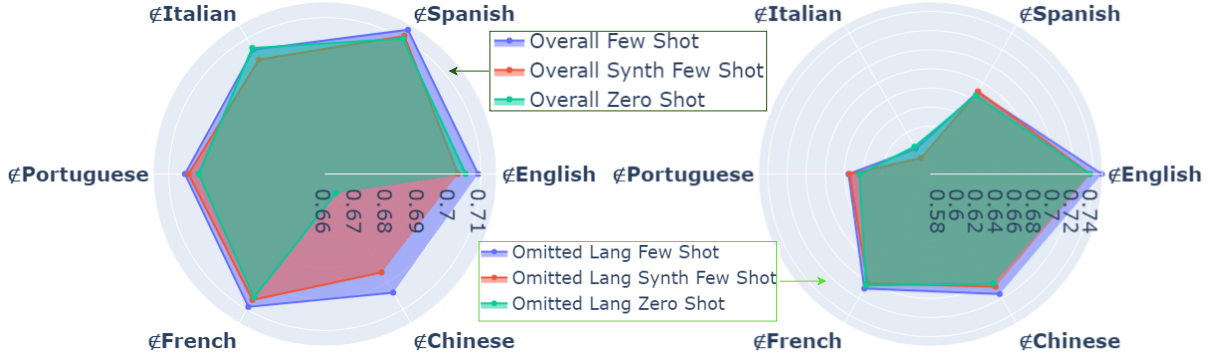 ∉Italian
∉Spanish
∉Portuguese
∉English
∉French
∉Chinese
0.66
0.67
0.68
0.69
0.7
0.71
Overall Few Shot
Overall Synth Few Shot
Overall Zero Shot
Omitted Lang Few Shot
Omitted Lang Synth Few Shot
Omitted Lang Zero Shot
∉Italian
∉Spanish
∉Portuguese
∉English
∉French
∉Chinese
0.58
0.6
0.62
0.64
0.66
0.68
0.7
0.72
0.74